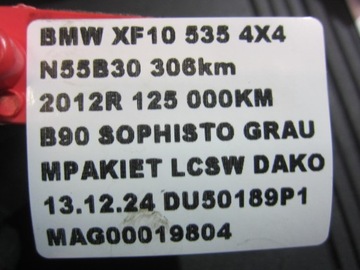 BMW XF10 535 4X4
N55B30 306km
2012R 125 000KM
B90 SOPHISTO GRAU
MPAKIET LCSW DAKO
13.12.24 DU50189P1
MAG00019804